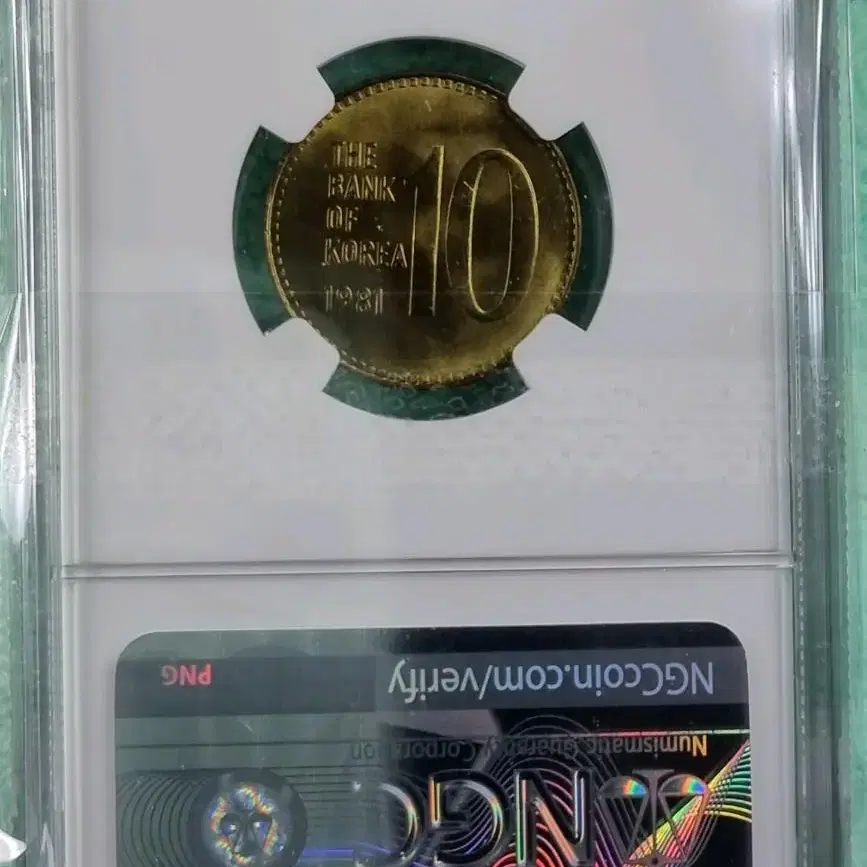 THE
BANK
OF
KOREA
1981
10
NGCcoin.com/verify
PNG
Numismatic Guaranty Corporation
NGC